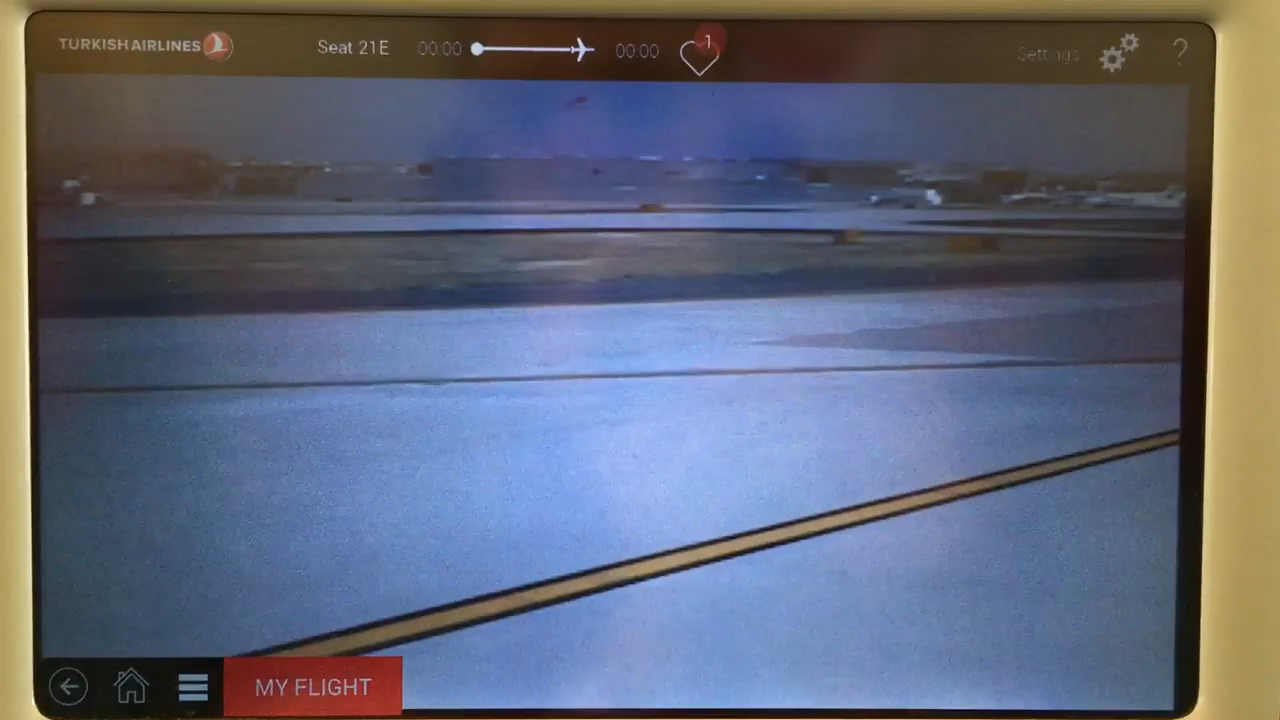 TURKISH AIRLINES
Seat 21E
00:00
00:00
1
Settings
?
MY FLIGHT